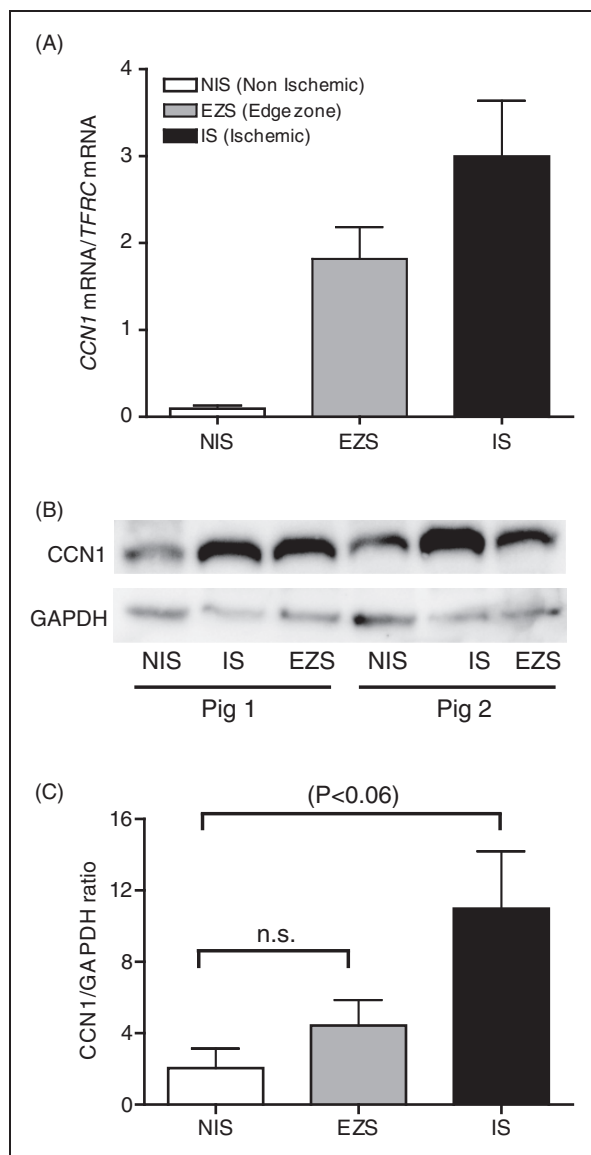 (A)
4
3
2
1
0
CCN1 mRNA/TFRC mRNA
NIS (Non Ischemic)
EZS (Edge zone)
IS (Ischemic)
NIS EZS IS
(B)
CCN1
GAPDH
NIS IS EZS NIS IS EZS
Pig 1 Pig 2
(C)
(P<0.06)
n.s.
16
12
8
4
0
CCN1/GAPDH ratio
NIS EZS IS